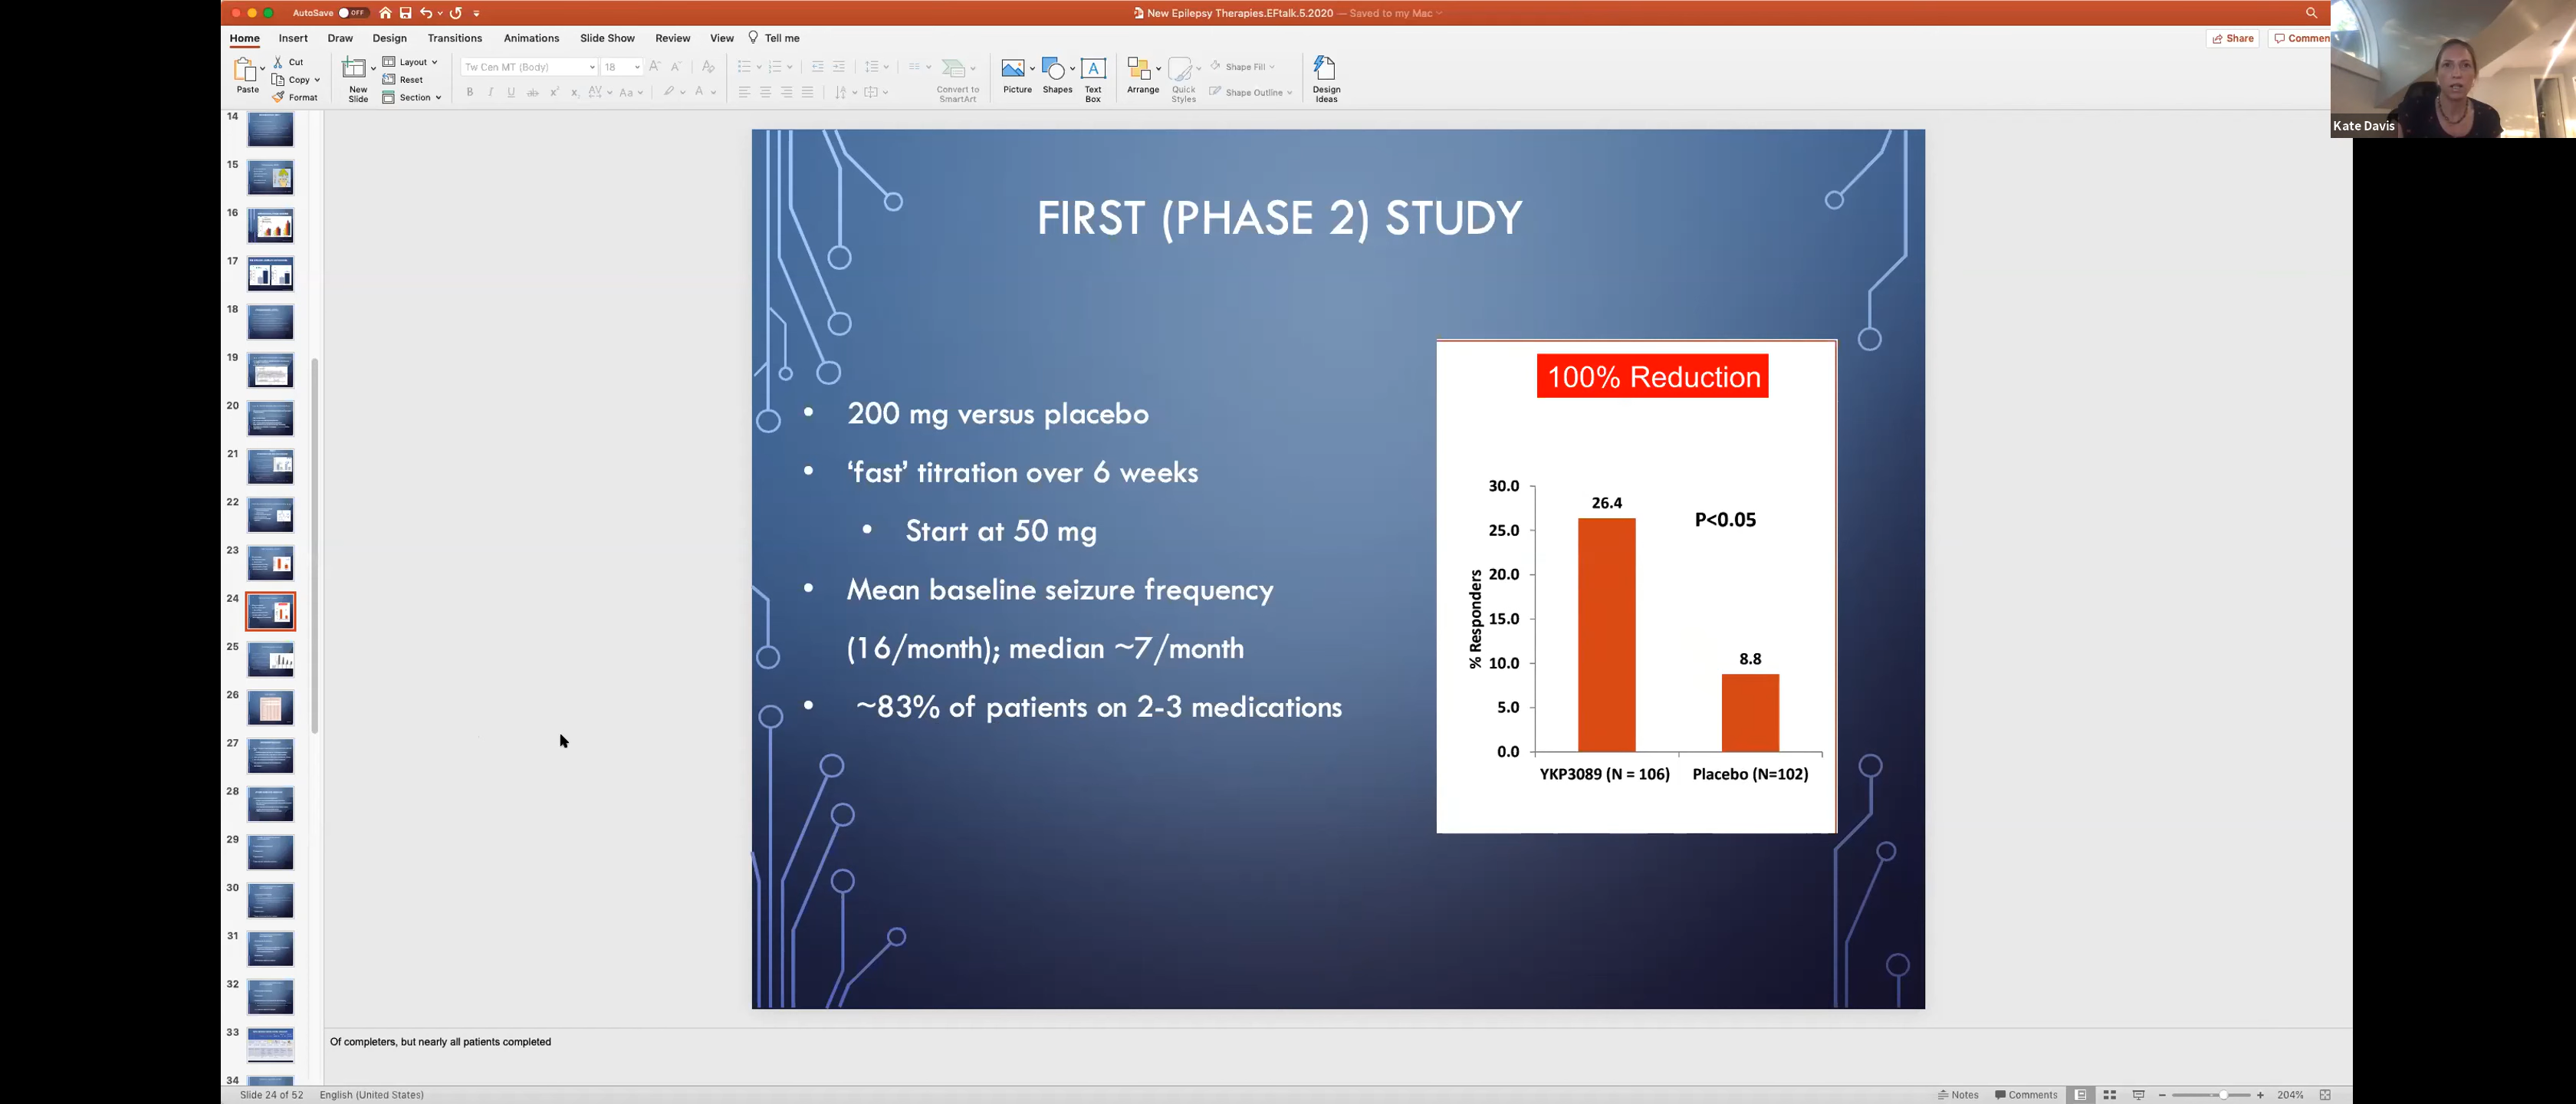 AutoSave OFF
New Epilepsy Therapies.EFtalk.5.2020 — Saved to my Mac
Home Insert Draw Design Transitions Animations Slide Show Review View Tell me
Share Commen
Paste
Cut
Copy
Format
New Slide
Layout
Reset
Section
Tw Cen MT (Body) 18
Convert to SmartArt
Picture
Shapes
Text Box
Arrange
Quick Styles
Shape Fill
Shape Outline
Design Ideas
Kate Davis
14
15
16
17
18
19
20
21
22
23
24
25
26
27
28
29
30
31
32
33
34
FIRST (PHASE 2) STUDY
• 200 mg versus placebo
• ‘fast’ titration over 6 weeks
• Start at 50 mg
• Mean baseline seizure frequency
(16/month); median ~7/month
• ~83% of patients on 2-3 medications
100% Reduction
% Responders
30.0
25.0
20.0
15.0
10.0
5.0
0.0
26.4
P<0.05
8.8
YKP3089 (N = 106) Placebo (N=102)
Of completers, but nearly all patients completed
Slide 24 of 52 English (United States)
Notes Comments 204%